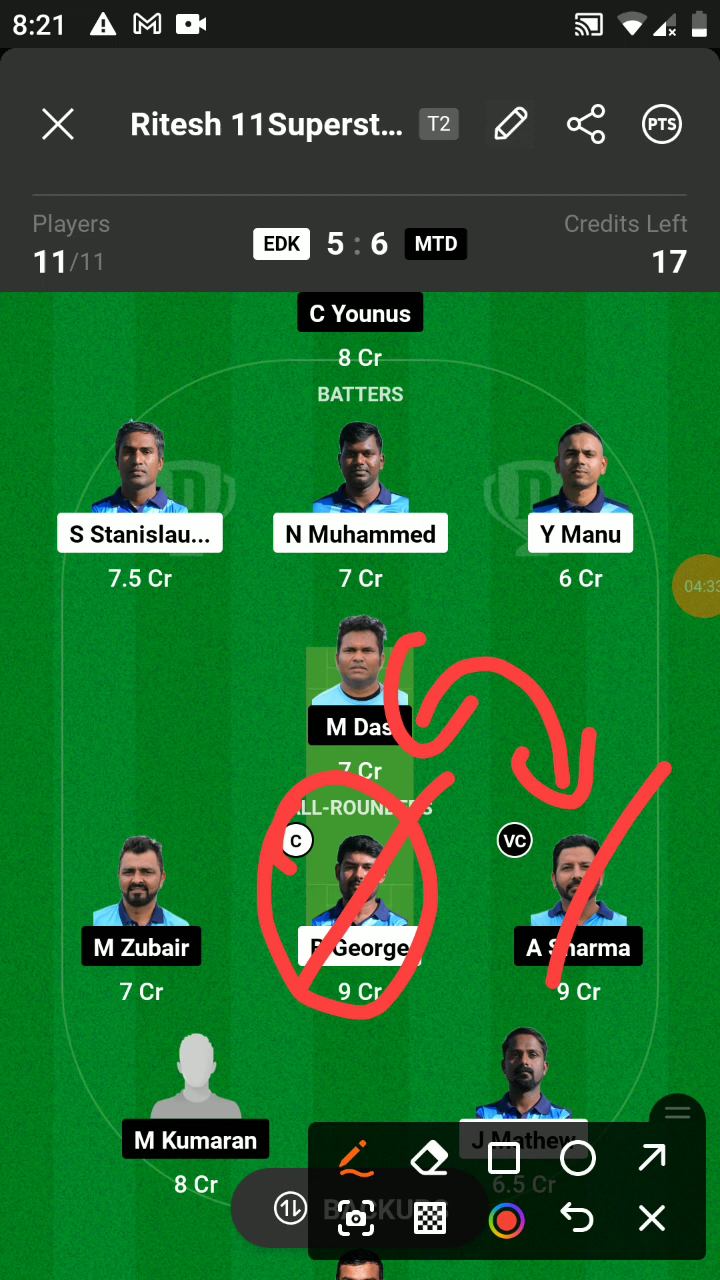 8:21
Ritesh 11Superst... T2 PTS
Players
11/11
EDK 5 : 6 MTD
Credits Left
17
C Younus
8 Cr
BATTERS
S Stanislau... N Muhammed Y Manu
7.5 Cr 7 Cr 6 Cr
04:33
M Das
7 Cr
ALL-ROUNDERS
C VC
M Zubair R George A Sharma
7 Cr 9 Cr 9 Cr
M Kumaran J Mathew
8 Cr 6.5 Cr
BACKUPS